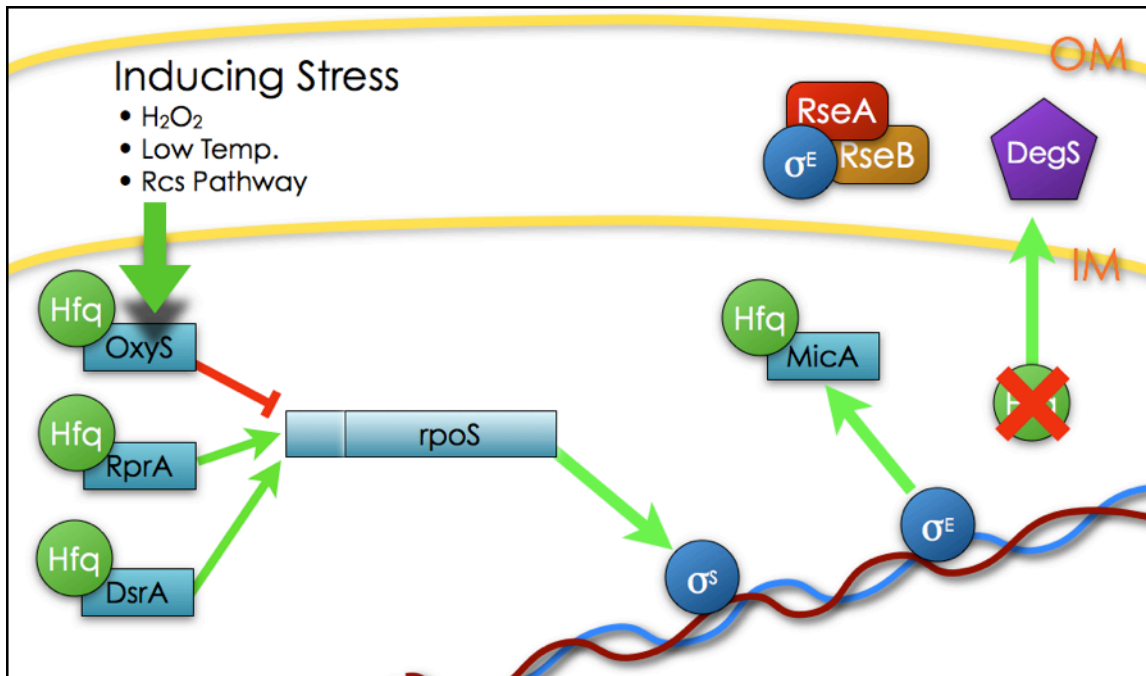 OM
Inducing Stress
• H₂O₂
• Low Temp.
• Rcs Pathway
RseA
σᴱ
RseB
DegS
IM
Hfq
OxyS
Hfq
MicA
Hfq
RprA
rpoS
Hfq
DsrA
σˢ
σᴱ